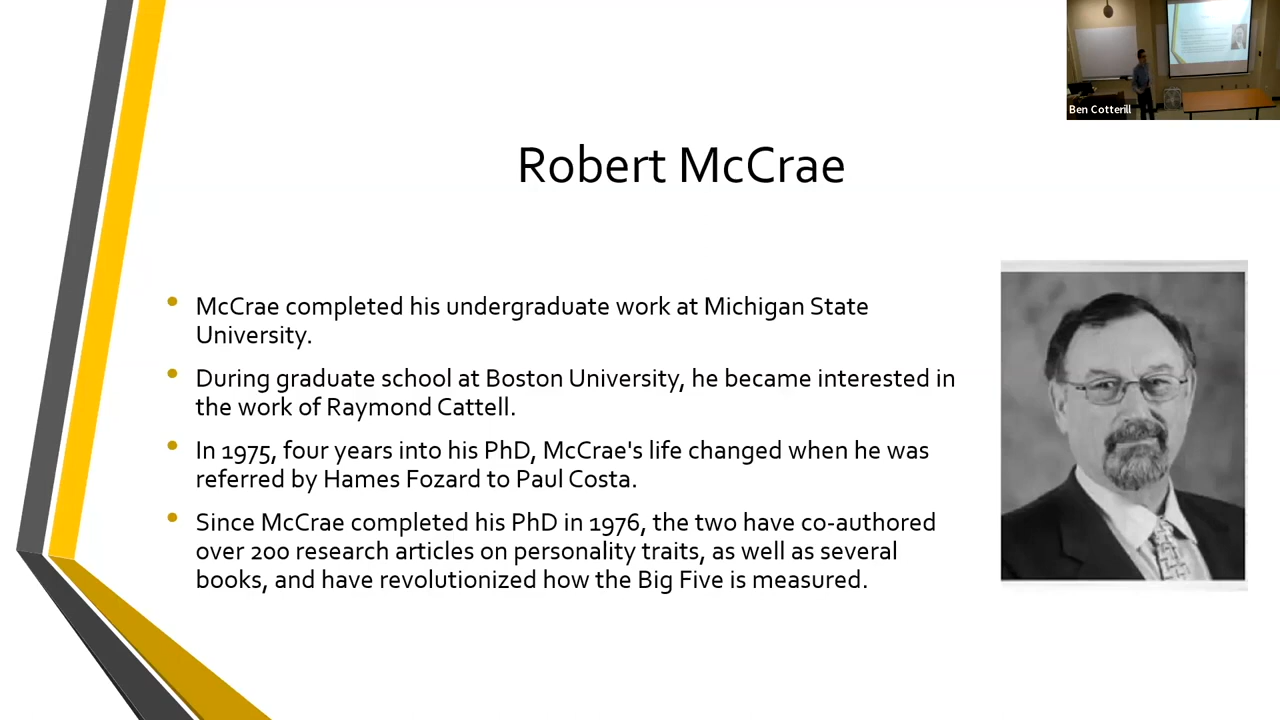 Ben Cotterill
Robert McCrae
McCrae completed his undergraduate work at Michigan State
University.
During graduate school at Boston University, he became interested in
the work of Raymond Cattell.
In 1975, four years into his PhD, McCrae's life changed when he was
referred by Hames Fozard to Paul Costa.
Since McCrae completed his PhD in 1976, the two have co-authored
over 200 research articles on personality traits, as well as several
books, and have revolutionized how the Big Five is measured.